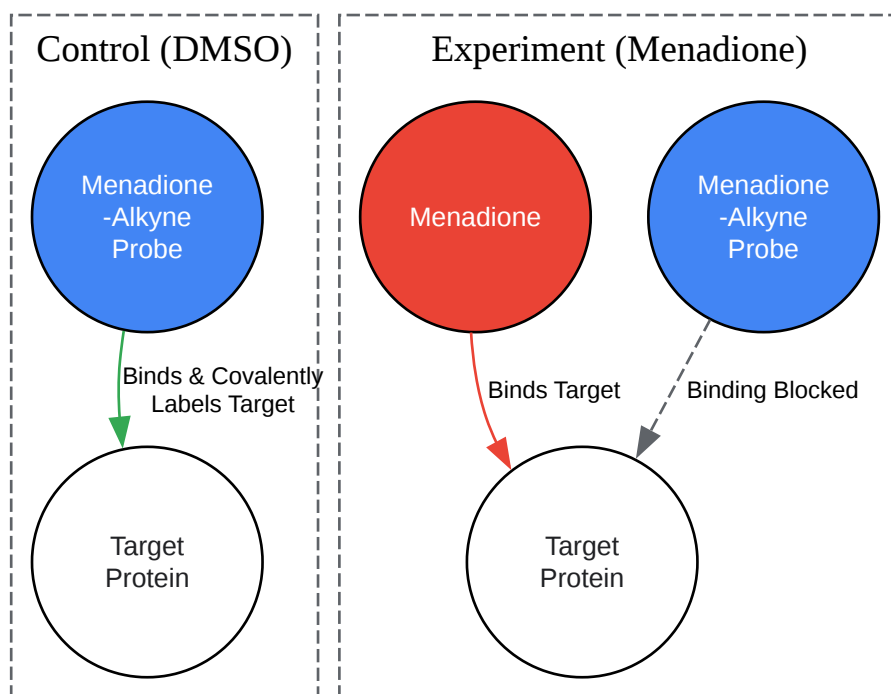 Control (DMSO)
Menadione
-Alkyne
Probe
Binds & Covalently
Labels Target
Target
Protein
Experiment (Menadione)
Menadione
Menadione
-Alkyne
Probe
Binds Target
Binding Blocked
Target
Protein